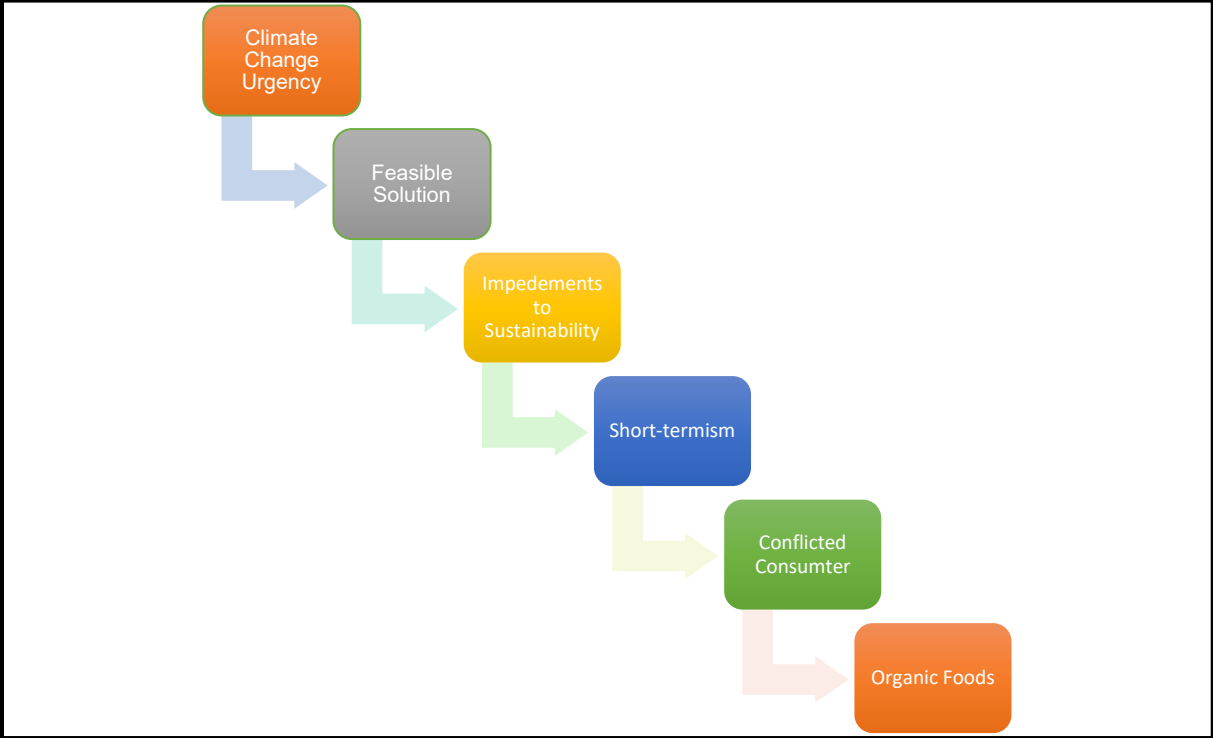 Climate
Change
Urgency
Feasible
Solution
Impedements
to
Sustainability
Short-termism
Conflicted
Consumter
Organic Foods